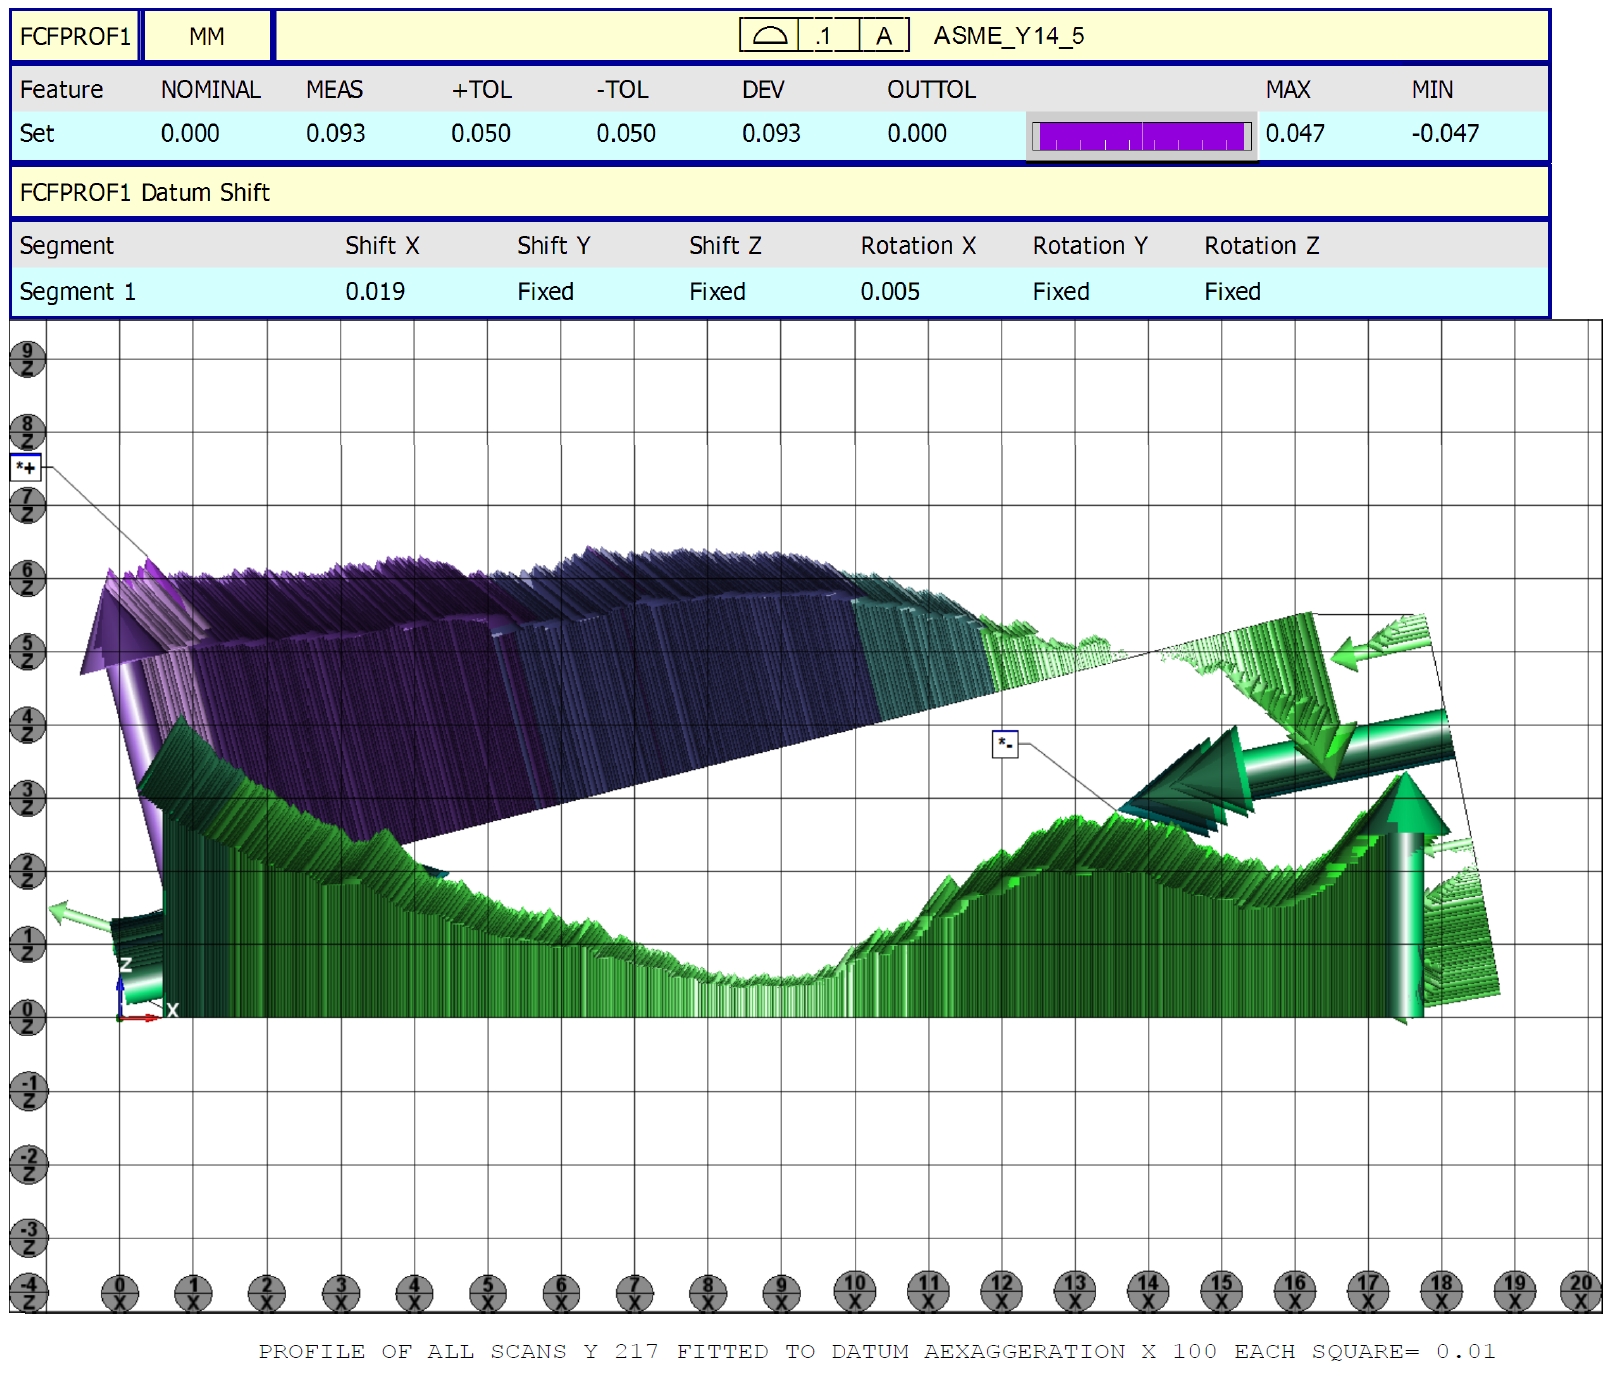 FCFPROF1 MM .1 A ASME_Y14_5
Feature NOMINAL MEAS +TOL -TOL DEV OUTTOL MAX MIN
Set 0.000 0.093 0.050 0.050 0.093 0.000 0.047 -0.047
FCFPROF1 Datum Shift
Segment Shift X Shift Y Shift Z Rotation X Rotation Y Rotation Z
Segment 1 0.019 Fixed Fixed 0.005 Fixed Fixed
9 Z
8 Z
*+
7 Z
6 Z
5 Z
4 Z
*-
3 Z
2 Z
1 Z
Z
X
0 Z
-1 Z
-2 Z
-3 Z
-4 Z
0 X 1 X 2 X 3 X 4 X 5 X 6 X 7 X 8 X 9 X 10 X 11 X 12 X 13 X 14 X 15 X 16 X 17 X 18 X 19 X 20 X
PROFILE OF ALL SCANS Y 217 FITTED TO DATUM AEXAGGERATION X 100 EACH SQUARE= 0.01